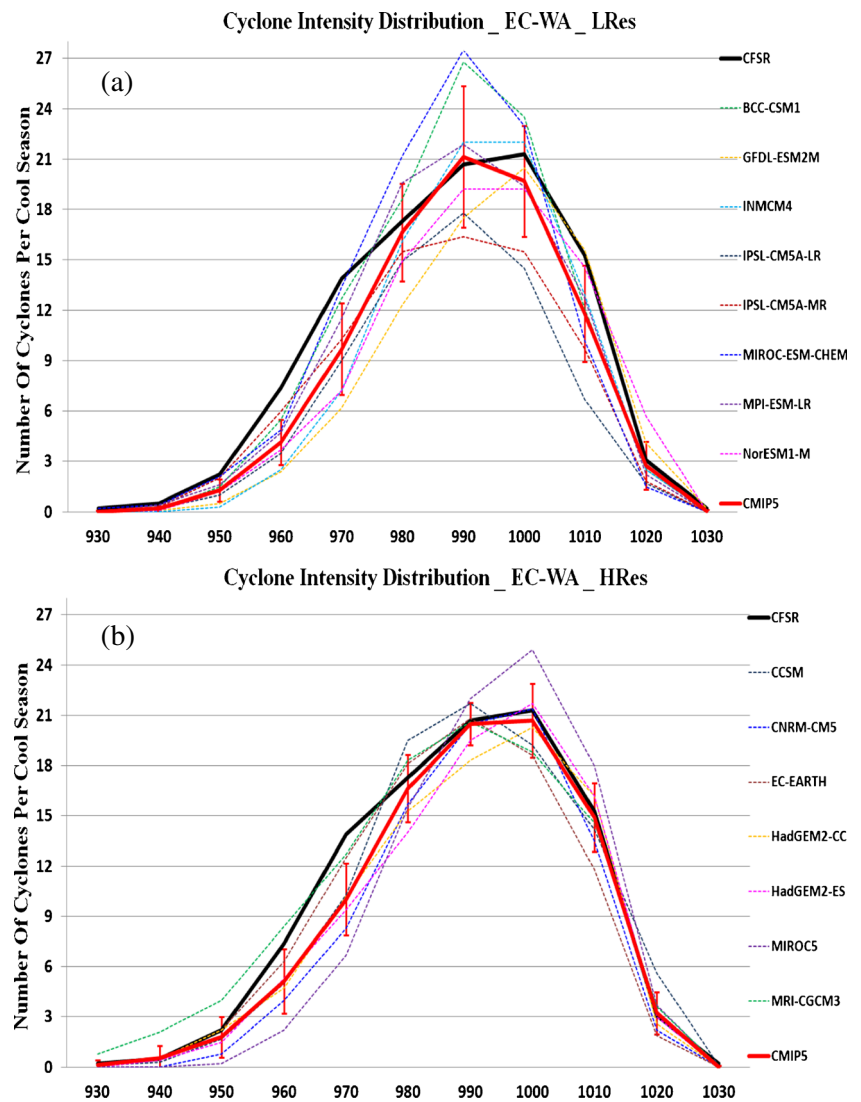 Cyclone Intensity Distribution _ EC-WA _ LRes
(a)
Number Of Cyclones Per Cool Season
27
24
21
18
15
12
9
6
3
0
930 940 950 960 970 980 990 1000 1010 1020 1030
CFSR
BCC-CSM1
GFDL-ESM2M
INMCM4
IPSL-CM5A-LR
IPSL-CM5A-MR
MIROC-ESM-CHEM
MPI-ESM-LR
NorESM1-M
CMIP5
Cyclone Intensity Distribution _ EC-WA _ HRes
(b)
Number Of Cyclones Per Cool Season
27
24
21
18
15
12
9
6
3
0
930 940 950 960 970 980 990 1000 1010 1020 1030
CFSR
CCSM
CNRM-CM5
EC-EARTH
HadGEM2-CC
HadGEM2-ES
MIROC5
MRI-CGCM3
CMIP5